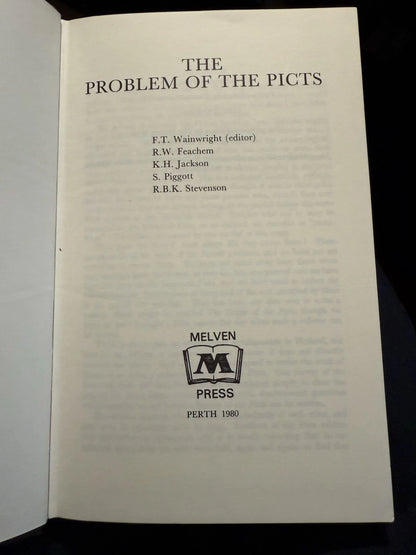 THE
PROBLEM OF THE PICTS
F.T. Wainwright (editor)
R.W. Feachem
K.H. Jackson
S. Piggott
R.B.K. Stevenson
MELVEN
M
PRESS
PERTH 1980